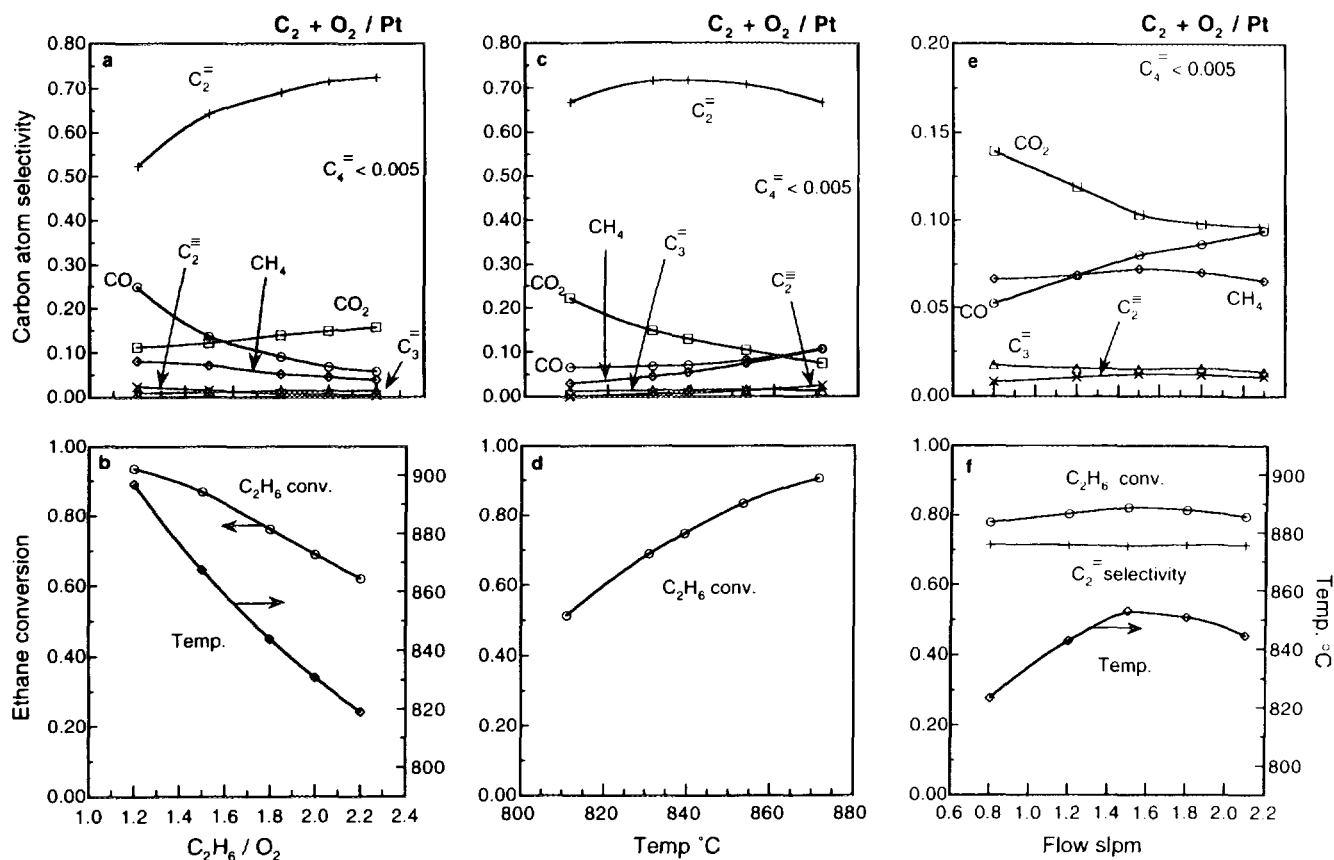 C₂ + O₂ / Pt
C₂ + O₂ / Pt
C₂ + O₂ / Pt
a
Carbon atom selectivity
0.80
0.70
0.60
0.50
0.40
0.30
0.20
0.10
0.00
C₂⁼
C₄⁼ < 0.005
C₂≡
CH₄
CO
CO₂
C₃⁼
c
0.80
0.70
0.60
0.50
0.40
0.30
0.20
0.10
0.00
C₂⁼
C₄⁼ < 0.005
CH₄
C₃⁼
C₂≡
CO₂
CO
e
0.20
0.15
0.10
0.05
0.00
C₄⁼ < 0.005
CO₂
CO
CH₄
C₃⁼
C₂≡
b
Ethane conversion
1.00
0.80
0.60
0.40
0.20
0.00
C₂H₆ conv.
Temp.
900
880
860
840
820
800
1.0 1.2 1.4 1.6 1.8 2.0 2.2 2.4
C₂H₆ / O₂
d
1.00
0.80
0.60
0.40
0.20
0.00
C₂H₆ conv.
800 820 840 860 880
Temp °C
f
1.00
0.80
0.60
0.40
0.20
0.00
C₂H₆ conv.
C₂⁼ selectivity
Temp.
900
880
860
840
820
800
Temp. °C
0.6 0.8 1.0 1.2 1.4 1.6 1.8 2.0 2.2
Flow slpm